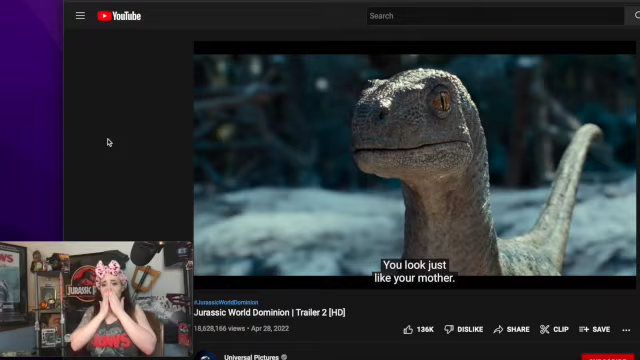 YouTube
Search
You look just
like your mother.
#JurassicWorldDominion
Jurassic World Dominion | Trailer 2 [HD]
18,628,166 views • Apr 28, 2022
136K
DISLIKE
SHARE
CLIP
SAVE
Universal Pictures
JURASSIC
JAWS